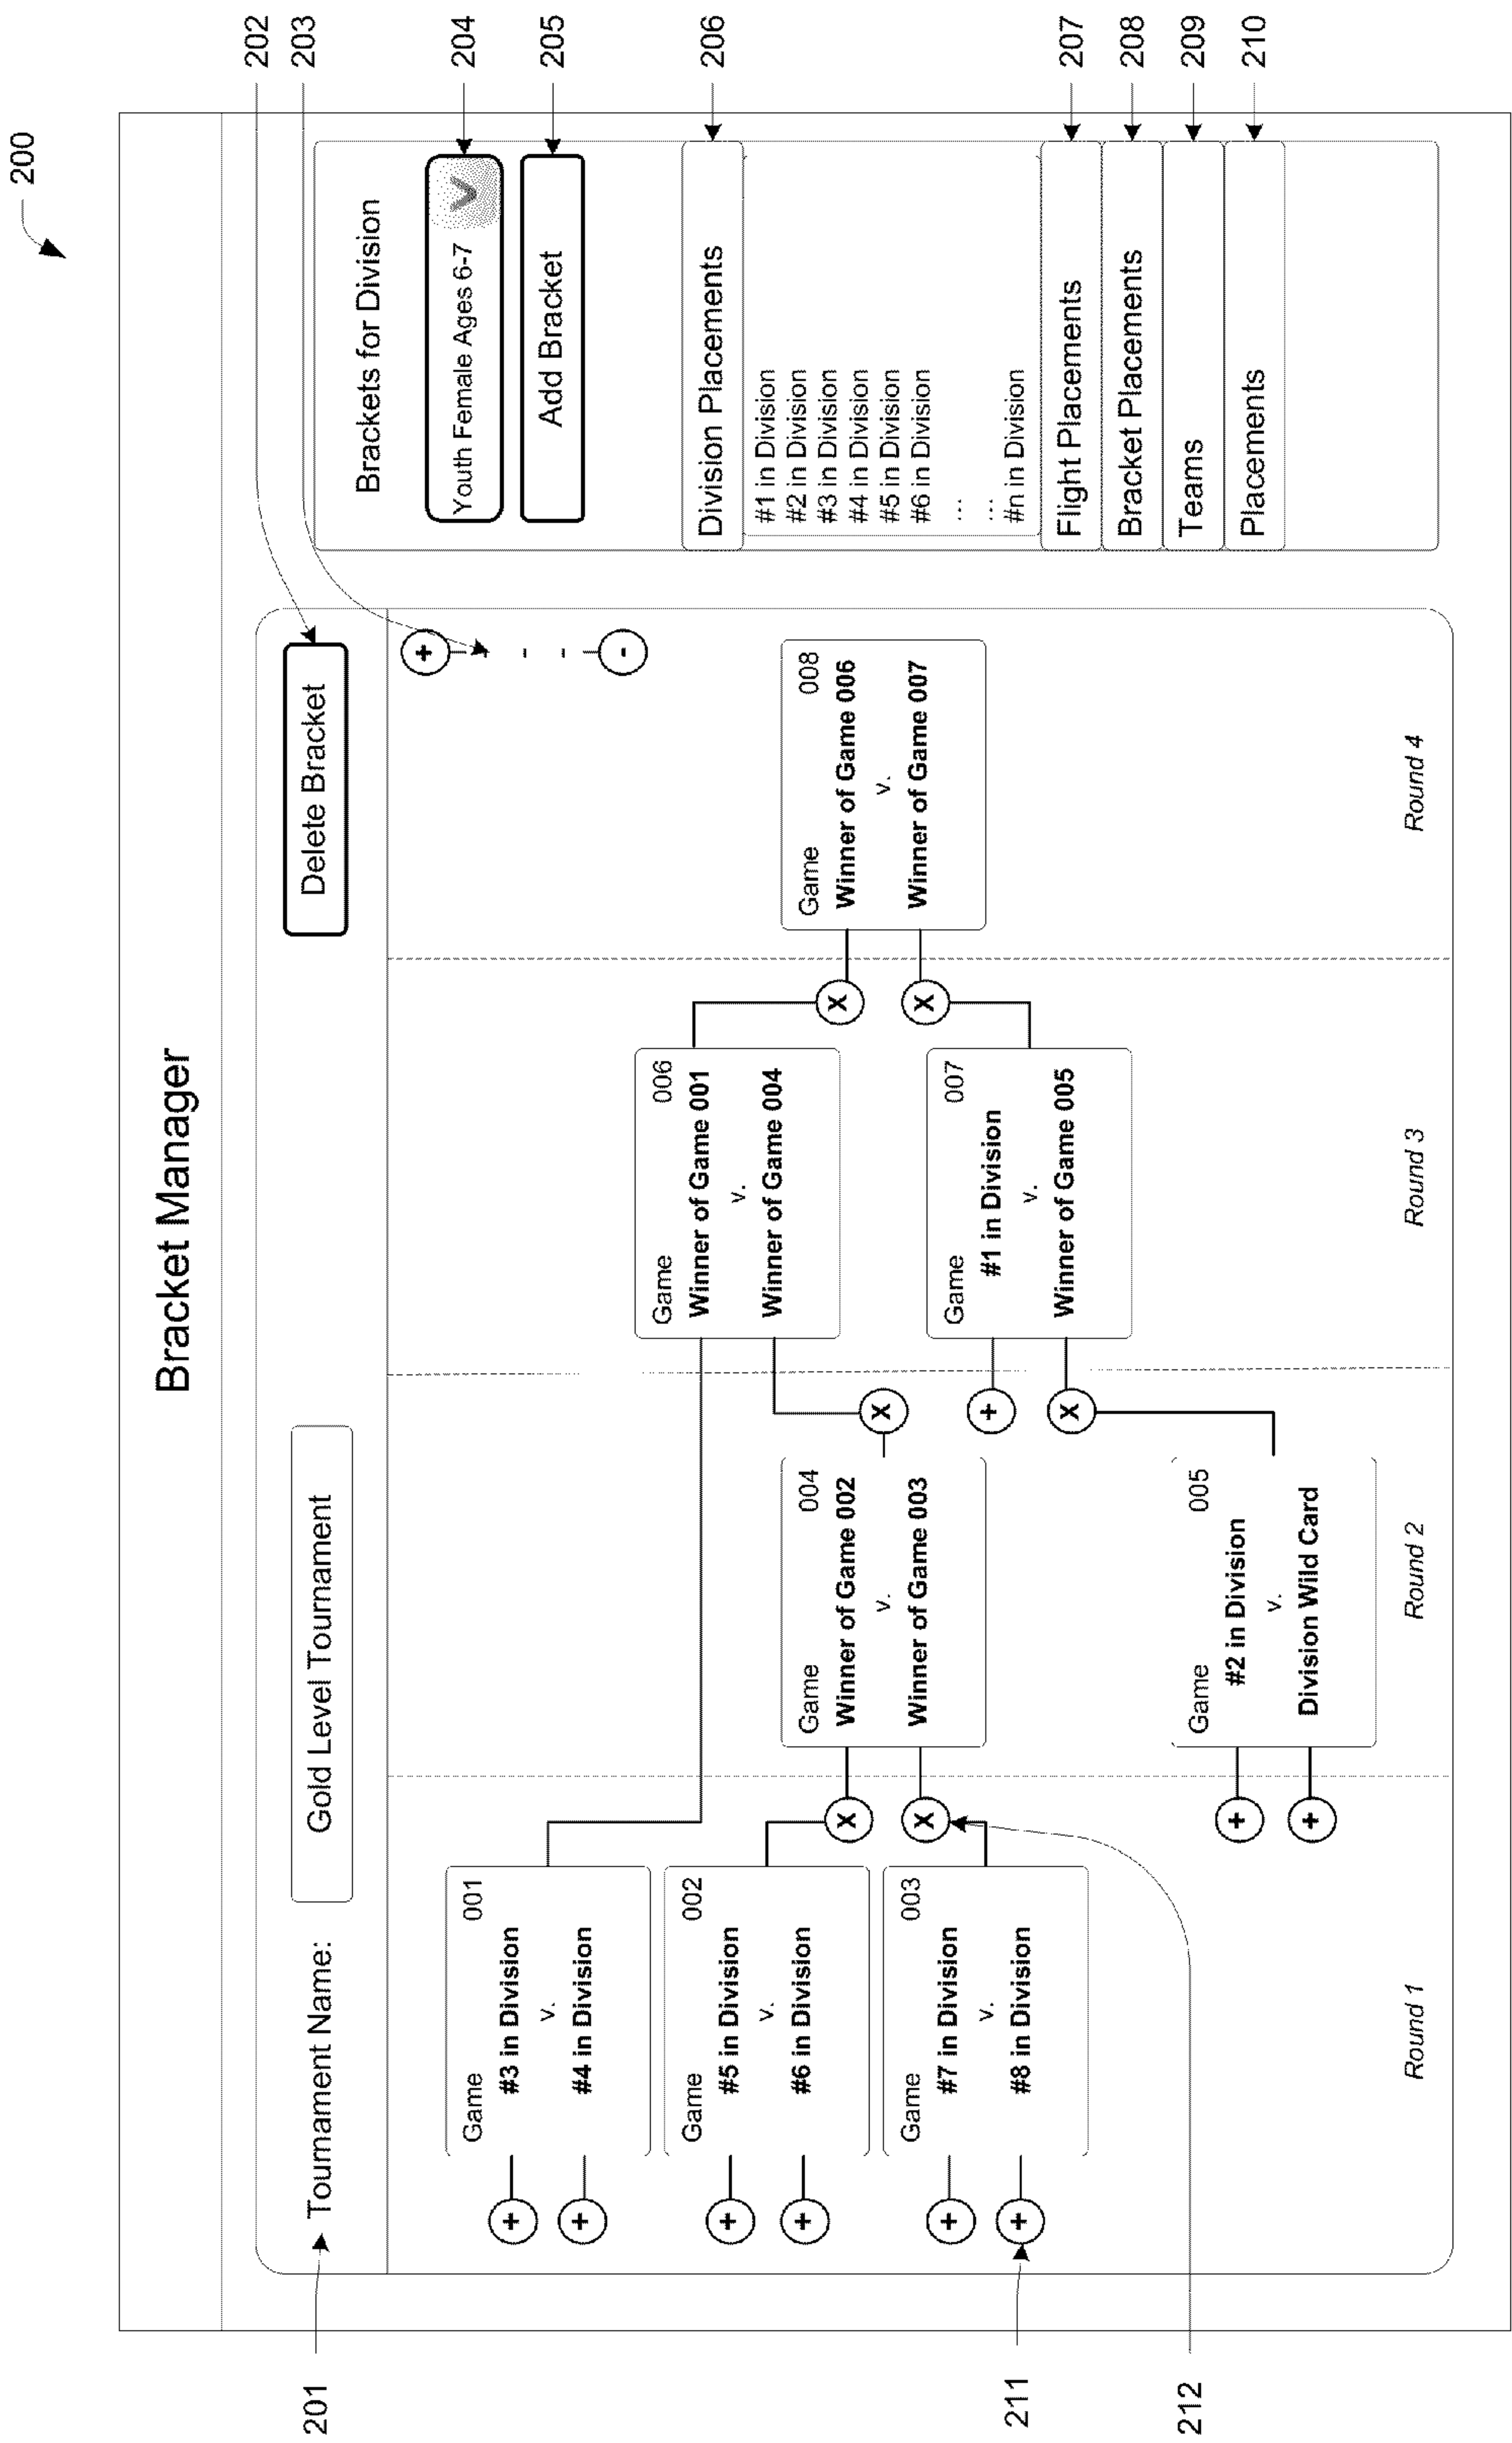 200
Bracket Manager
201
Tournament Name:
Gold Level Tournament
Delete Bracket
202
203
+
-
-
-
-
Game 001
#3 in Division
v.
#4 in Division
+
+
Game 002
#5 in Division
v.
#6 in Division
+
+
Game 003
#7 in Division
v.
#8 in Division
+
+
211
212
Round 1
X
X
Game 004
Winner of Game 002
v.
Winner of Game 003
+
+
Game 005
#2 in Division
v.
Division Wild Card
Round 2
X
+
X
Game 006
Winner of Game 001
v.
Winner of Game 004
Game 007
#1 in Division
v.
Winner of Game 005
Round 3
X
X
Game 008
Winner of Game 006
v.
Winner of Game 007
Round 4
Brackets for Division
Youth Female Ages 6-7
V
204
Add Bracket
205
Division Placements
206
#1 in Division
#2 in Division
#3 in Division
#4 in Division
#5 in Division
#6 in Division
...
...
#n in Division
Flight Placements
207
Bracket Placements
208
Teams
209
Placements
210